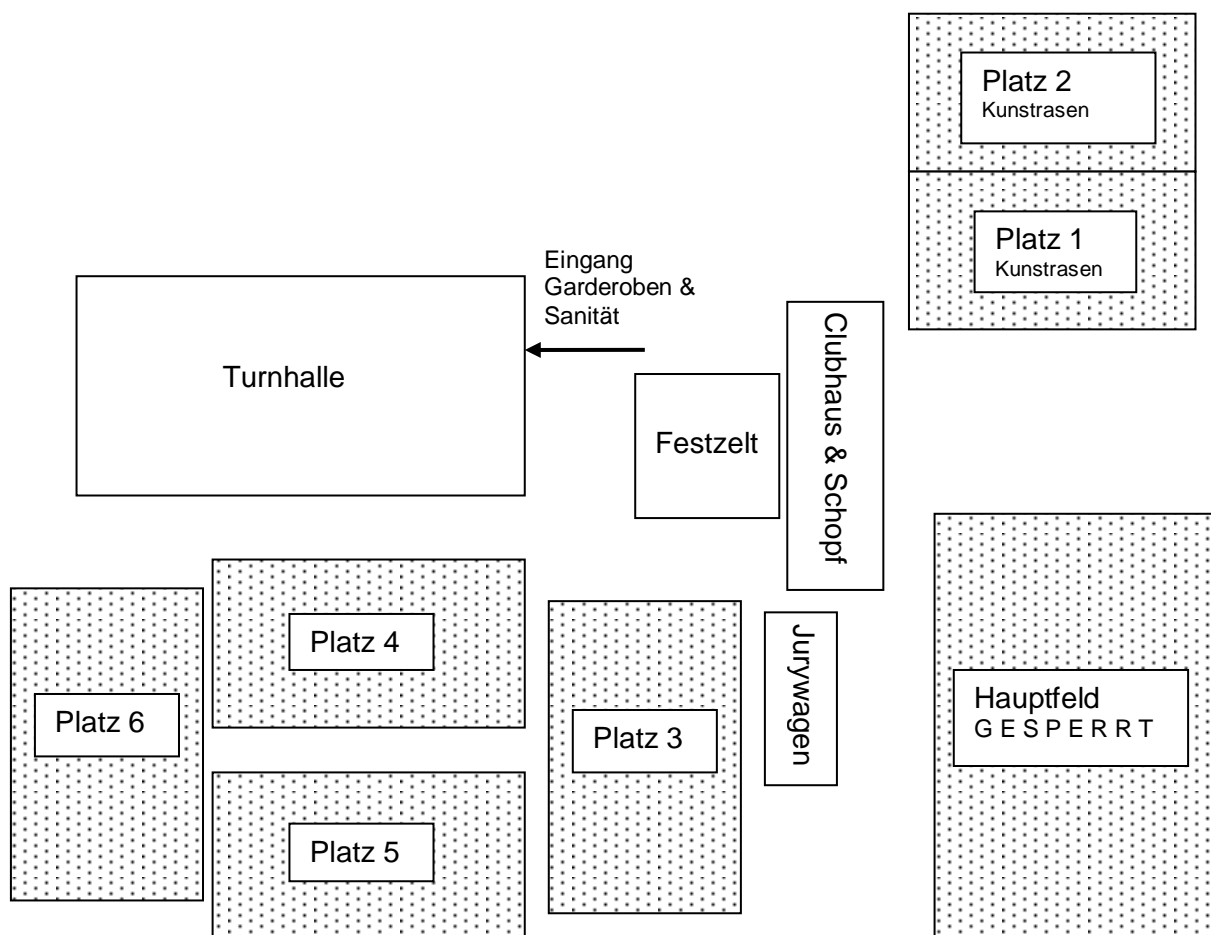 Platz 2
Kunstrasen
Platz 1
Kunstrasen
Eingang
Garderoben &
Sanität
Turnhalle
Clubhaus & Schopf
Festzelt
Platz 4
Jurywagen
Platz 6
Platz 3
Hauptfeld
G E S P E R R T
Platz 5